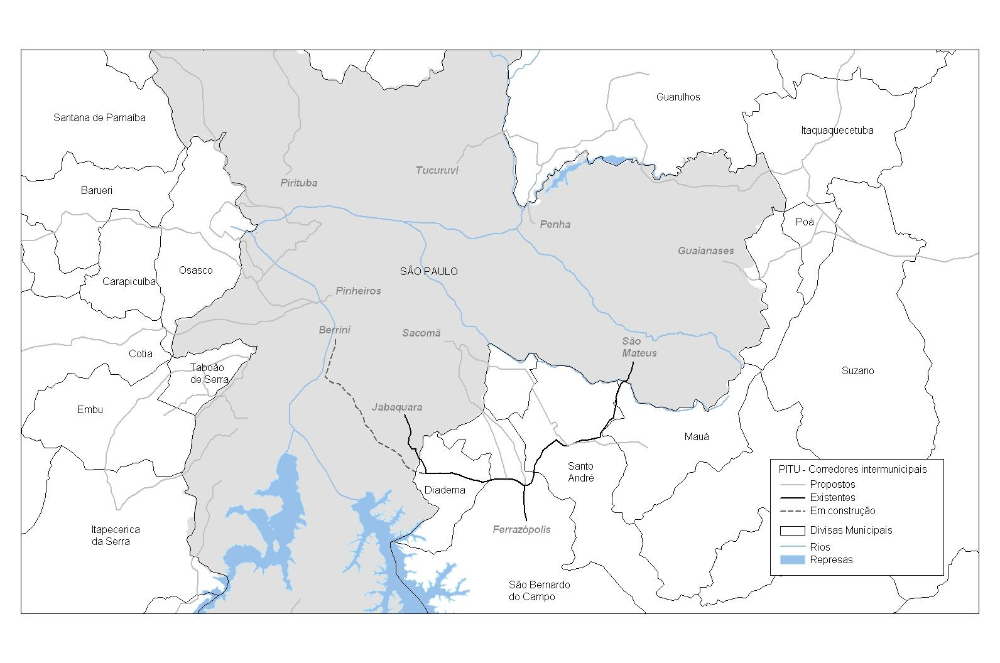 Guarulhos
Santana de Parnaíba
Itaquaquecetuba
Tucuruvi
Pirituba
Barueri
Penha
Poá
Guaianases
Osasco
SÃO PAULO
Carapicuíba
Pinheiros
Berrini
Sacomã
São
Mateus
Cotia
Taboão
de Serra
Suzano
Jabaquara
Embu
Mauá
Santo
André
Diadema
PITU - Corredores intermunicipais
Propostos
Existentes
Em construção
Divisas Municipais
Rios
Represas
Ferrazópolis
Itapecerica
da Serra
São Bernardo
do Campo